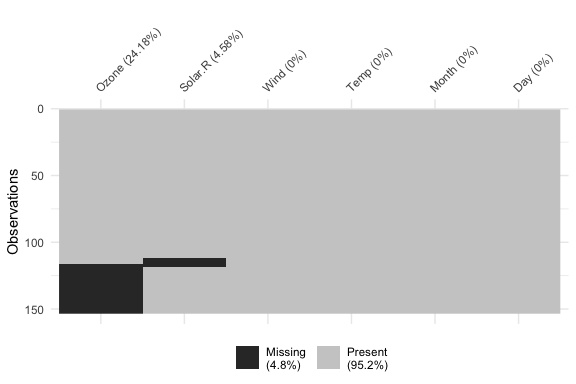 Ozone (24.18%)
Solar.R (4.58%)
Wind (0%)
Temp (0%)
Month (0%)
Day (0%)
0
50
100
150
Observations
Missing
(4.8%)
Present
(95.2%)